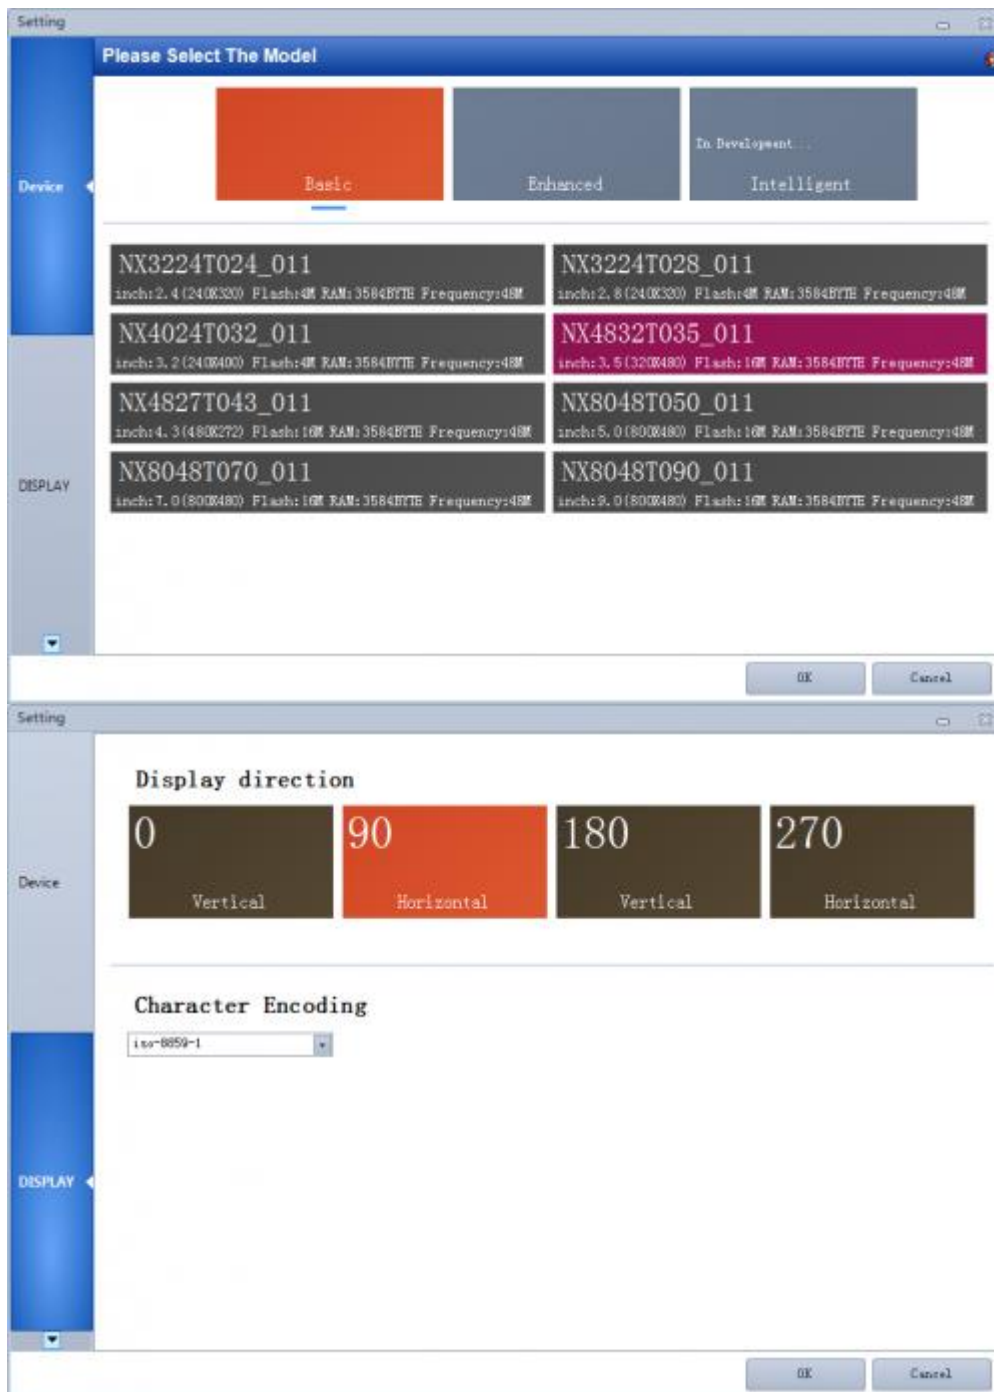 Setting
Please Select The Model
Device
DISPLAY
In Development...
Basic
Enhanced
Intelligent
NX3224T024_011
inch:2.4(240X320) Flash:4M RAM:3584BYTE Frequency:48M
NX3224T028_011
inch:2.8(240X320) Flash:4M RAM:3584BYTE Frequency:48M
NX4024T032_011
inch:3.2(240X400) Flash:4M RAM:3584BYTE Frequency:48M
NX4832T035_011
inch:3.5(320X480) Flash:16M RAM:3584BYTE Frequency:48M
NX4827T043_011
inch:4.3(480X272) Flash:16M RAM:3584BYTE Frequency:48M
NX8048T050_011
inch:5.0(800X480) Flash:16M RAM:3584BYTE Frequency:48M
NX8048T070_011
inch:7.0(800X480) Flash:16M RAM:3584BYTE Frequency:48M
NX8048T090_011
inch:9.0(800X480) Flash:16M RAM:3584BYTE Frequency:48M
OK
Cancel
Setting
Device
DISPLAY
Display direction
0
Vertical
90
Horizontal
180
Vertical
270
Horizontal
Character Encoding
iso-8859-1
OK
Cancel